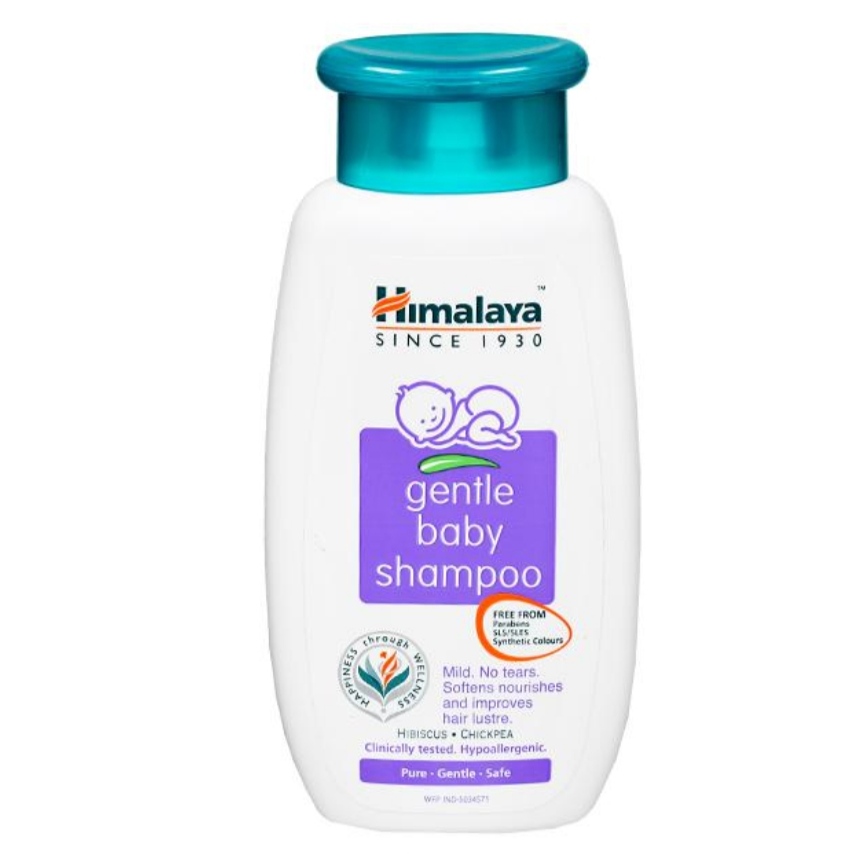 Himalaya™
SINCE 1930
gentle
baby
shampoo
FREE FROM
Parabens
SLS/SLES
Synthetic Colours
HAPPINESS through WELLNESS
Mild. No tears.
Softens nourishes
and improves
hair lustre.
HIBISCUS • CHICKPEA
Clinically tested. Hypoallergenic.
Pure · Gentle · Safe